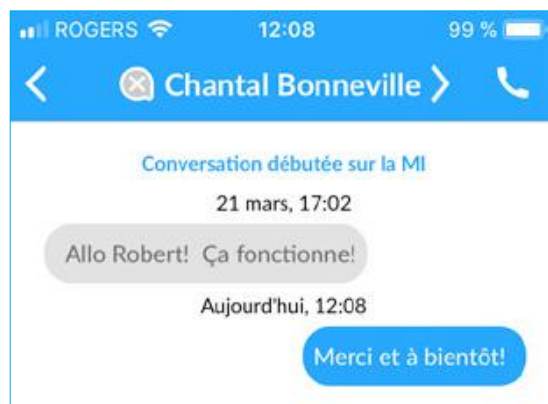 ROGERS 12:08 99 %
Chantal Bonneville
Conversation débutée sur la MI
21 mars, 17:02
Allo Robert!  Ça fonctionne!
Aujourd'hui, 12:08
Merci et à bientôt!